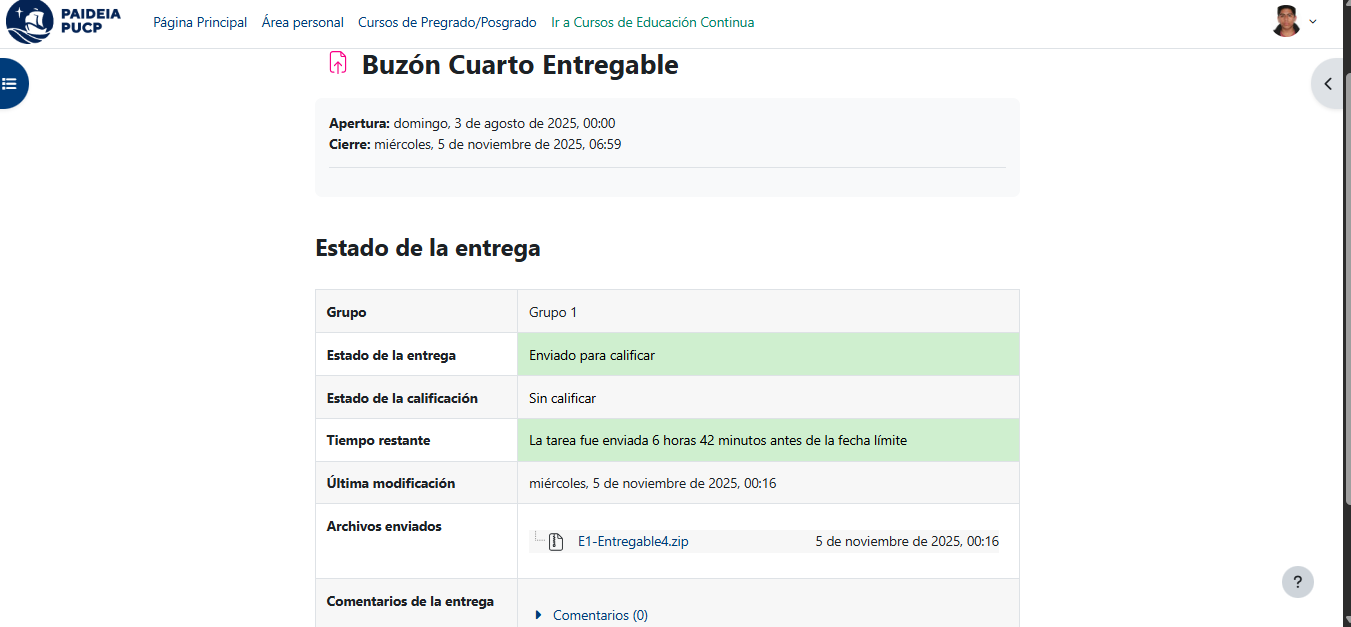 PAIDEIA
PUCP
Página Principal Área personal Cursos de Pregrado/Posgrado Ir a Cursos de Educación Continua
Buzón Cuarto Entregable
Apertura: domingo, 3 de agosto de 2025, 00:00
Cierre: miércoles, 5 de noviembre de 2025, 06:59
Estado de la entrega
Grupo Grupo 1
Estado de la entrega Enviado para calificar
Estado de la calificación Sin calificar
Tiempo restante La tarea fue enviada 6 horas 42 minutos antes de la fecha límite
Última modificación miércoles, 5 de noviembre de 2025, 00:16
Archivos enviados
E1-Entregable4.zip 5 de noviembre de 2025, 00:16
?
Comentarios de la entrega
Comentarios (0)